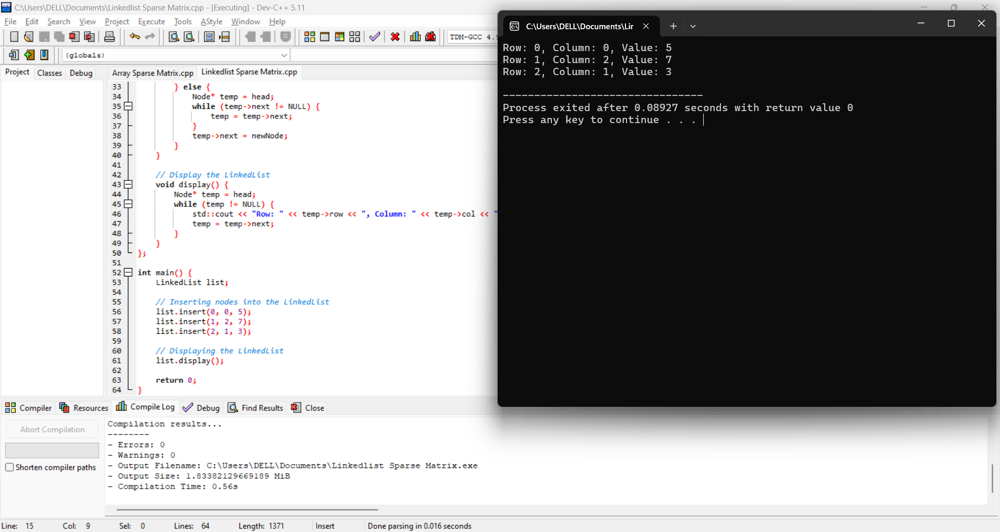 C:\Users\DELL\Documents\Linkedlist Sparse Matrix.cpp - [Executing] - Dev-C++ 5.11
File Edit Search View Project Execute Tools AStyle Window Help
TDM-GCC 4.
(globals)
Project Classes Debug
Array Sparse Matrix.cpp Linkedlist Sparse Matrix.cpp
33 } else {
34 Node* temp = head;
35 while (temp->next != NULL) {
36 temp = temp->next;
37 }
38 temp->next = newNode;
39 }
40 }
41
42 // Display the LinkedList
43 void display() {
44 Node* temp = head;
45 while (temp != NULL) {
46 std::cout << "Row: " << temp->row << ", Column: " << temp->col << "
47 temp = temp->next;
48 }
49 }
50 };
51
52 int main() {
53 LinkedList list;
54
55 // Inserting nodes into the LinkedList
56 list.insert(0, 0, 5);
57 list.insert(1, 2, 7);
58 list.insert(2, 1, 3);
59
60 // Displaying the LinkedList
61 list.display();
62
63 return 0;
64 }
C:\Users\DELL\Documents\Lir
Row: 0, Column: 0, Value: 5
Row: 1, Column: 2, Value: 7
Row: 2, Column: 1, Value: 3
--------------------------------
Process exited after 0.08927 seconds with return value 0
Press any key to continue . . .
Compiler Resources Compile Log Debug Find Results Close
Abort Compilation
Shorten compiler paths
Compilation results...
--------
- Errors: 0
- Warnings: 0
- Output Filename: C:\Users\DELL\Documents\Linkedlist Sparse Matrix.exe
- Output Size: 1.83382129669189 MiB
- Compilation Time: 0.56s
Line: 15 Col: 9 Sel: 0 Lines: 64 Length: 1371 Insert Done parsing in 0.016 seconds